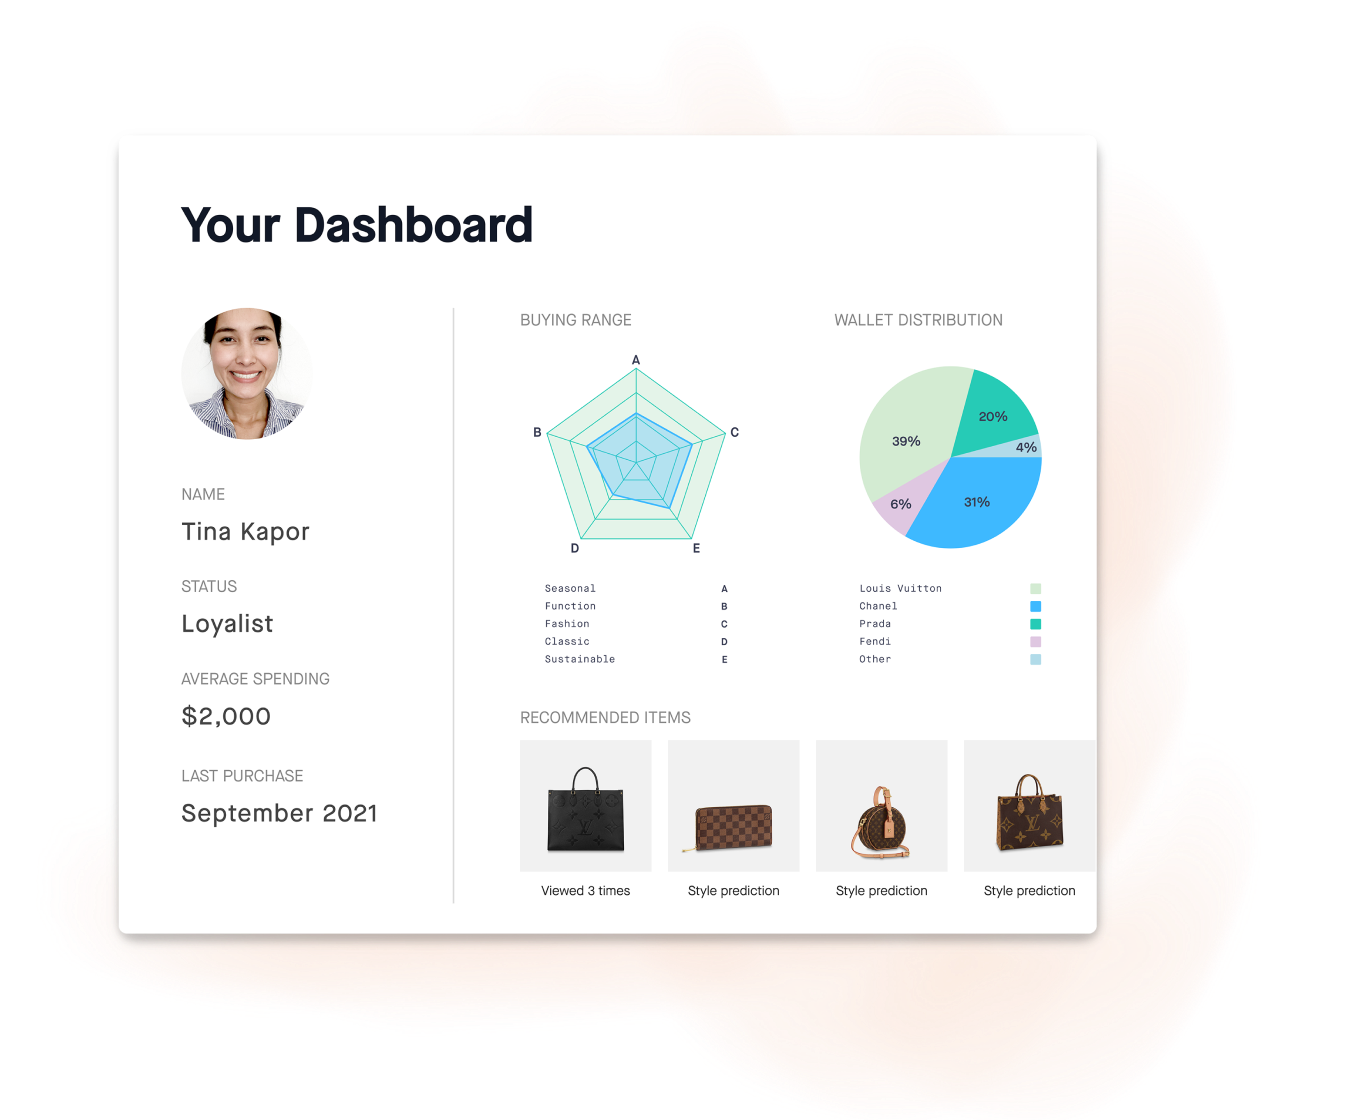 Your Dashboard
NAME
Tina Kapor
STATUS
Loyalist
AVERAGE SPENDING
$2,000
LAST PURCHASE
September 2021
BUYING RANGE
A
B
C
D
E
Seasonal A
Function B
Fashion C
Classic D
Sustainable E
WALLET DISTRIBUTION
20%
39%
4%
6%
31%
Louis Vuitton
Chanel
Prada
Fendi
Other
RECOMMENDED ITEMS
Viewed 3 times
Style prediction
Style prediction
Style prediction